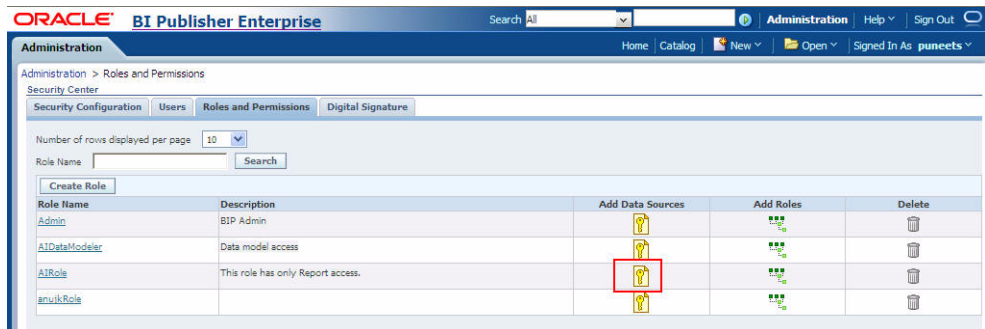 ORACLE BI Publisher Enterprise Search All Administration Help Sign Out
Administration Home Catalog New Open Signed In As puneets
Administration > Roles and Permissions
Security Center
Security Configuration Users Roles and Permissions Digital Signature
Number of rows displayed per page 10
Role Name Search
Create Role
Role Name Description Add Data Sources Add Roles Delete
Admin BIP Admin
AIDataModeler Data model access
AIRole This role has only Report access.
anujkRole